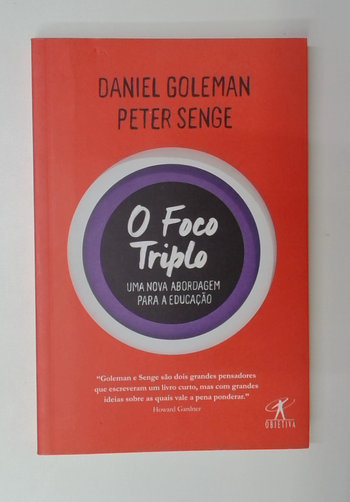 DANIEL GOLEMAN
PETER SENGE
O Foco
Triplo
UMA NOVA ABORDAGEM
PARA A EDUCAÇÃO
“Goleman e Senge são dois grandes pensadores
que escreveram um livro curto, mas com grandes
ideias sobre as quais vale a pena ponderar.”
Howard Gardner
OBJETIVA